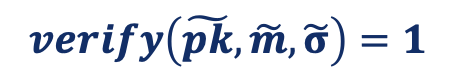 verify(p̃k̃, m̃, σ̃) = 1